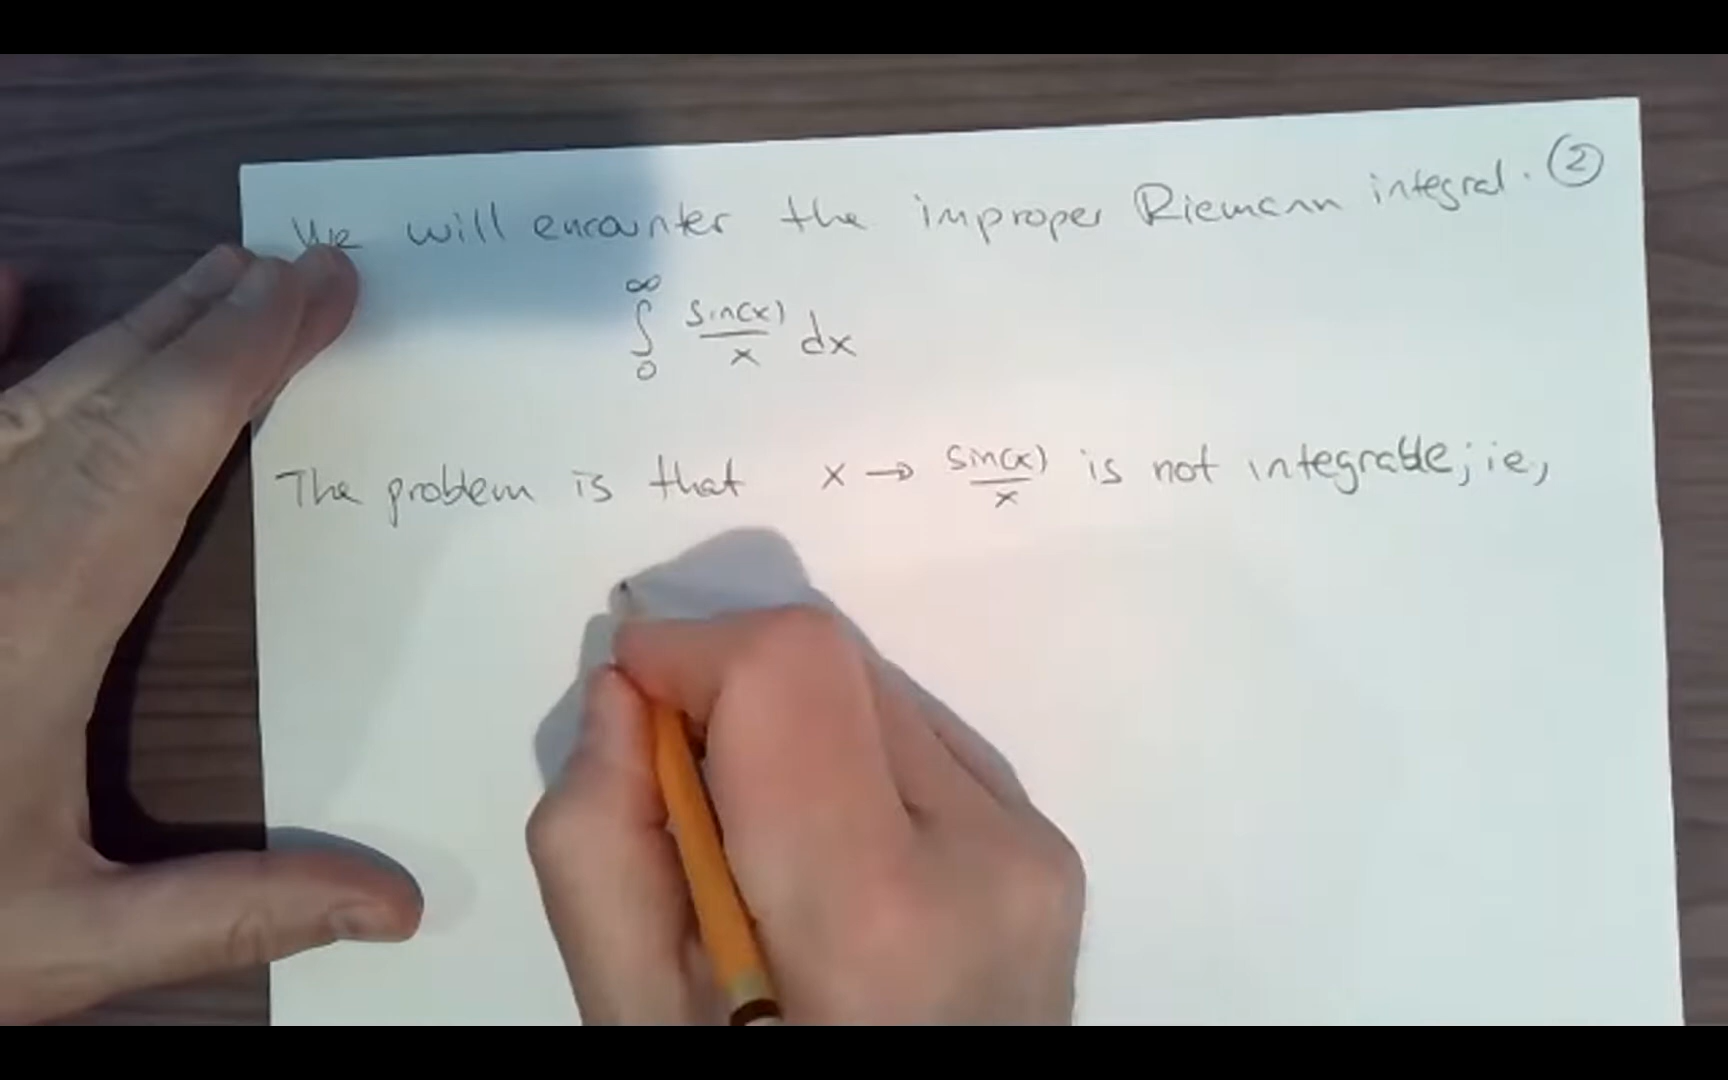 We will encounter the improper Riemann integral. ②
∞
∫ sin(x)/x dx
0
The problem is that x → sin(x)/x is not integrable; ie,